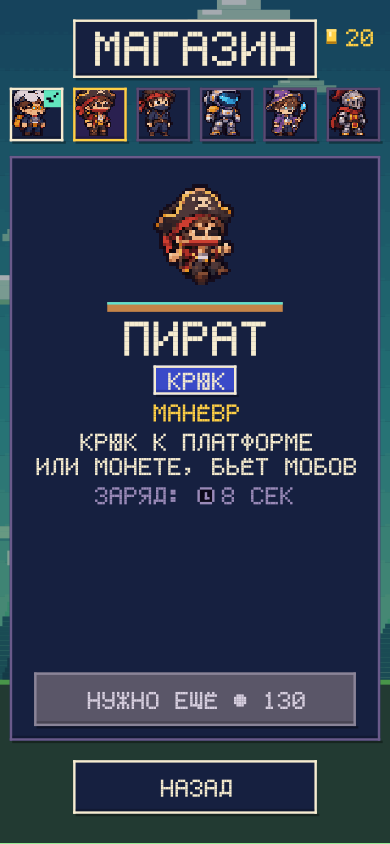 МАГАЗИН
20
ПИРАТ
КРЮК
МАНЁВР
КРЮК К ПЛАТФОРМЕ
ИЛИ МОНЕТЕ, БЬЁТ МОБОВ
ЗАРЯД: 8 СЕК
НУЖНО ЕЩЁ 130
НАЗАД